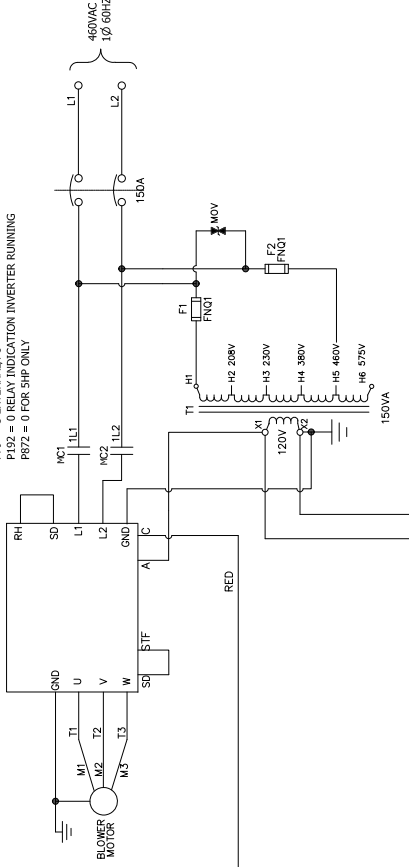 P192 = 0 RELAY INDICATION INVERTER RUNNING
P872 = 0 FOR 5HP ONLY
460VAC
1Ø 60HZ
L1
L2
150A
MOV
F1
FNQ1
F2
FNQ1
MC1
1L1
MC2
1L2
H1
H2 208V
H3 230V
H4 380V
H5 460V
H6 575V
T1
X1
120V
X2
150VA
RH
SD
L1
L2
GND
C
A
STF
SD
GND
U
V
W
T1
T2
T3
M1
M2
M3
BLOWER
MOTOR
RED